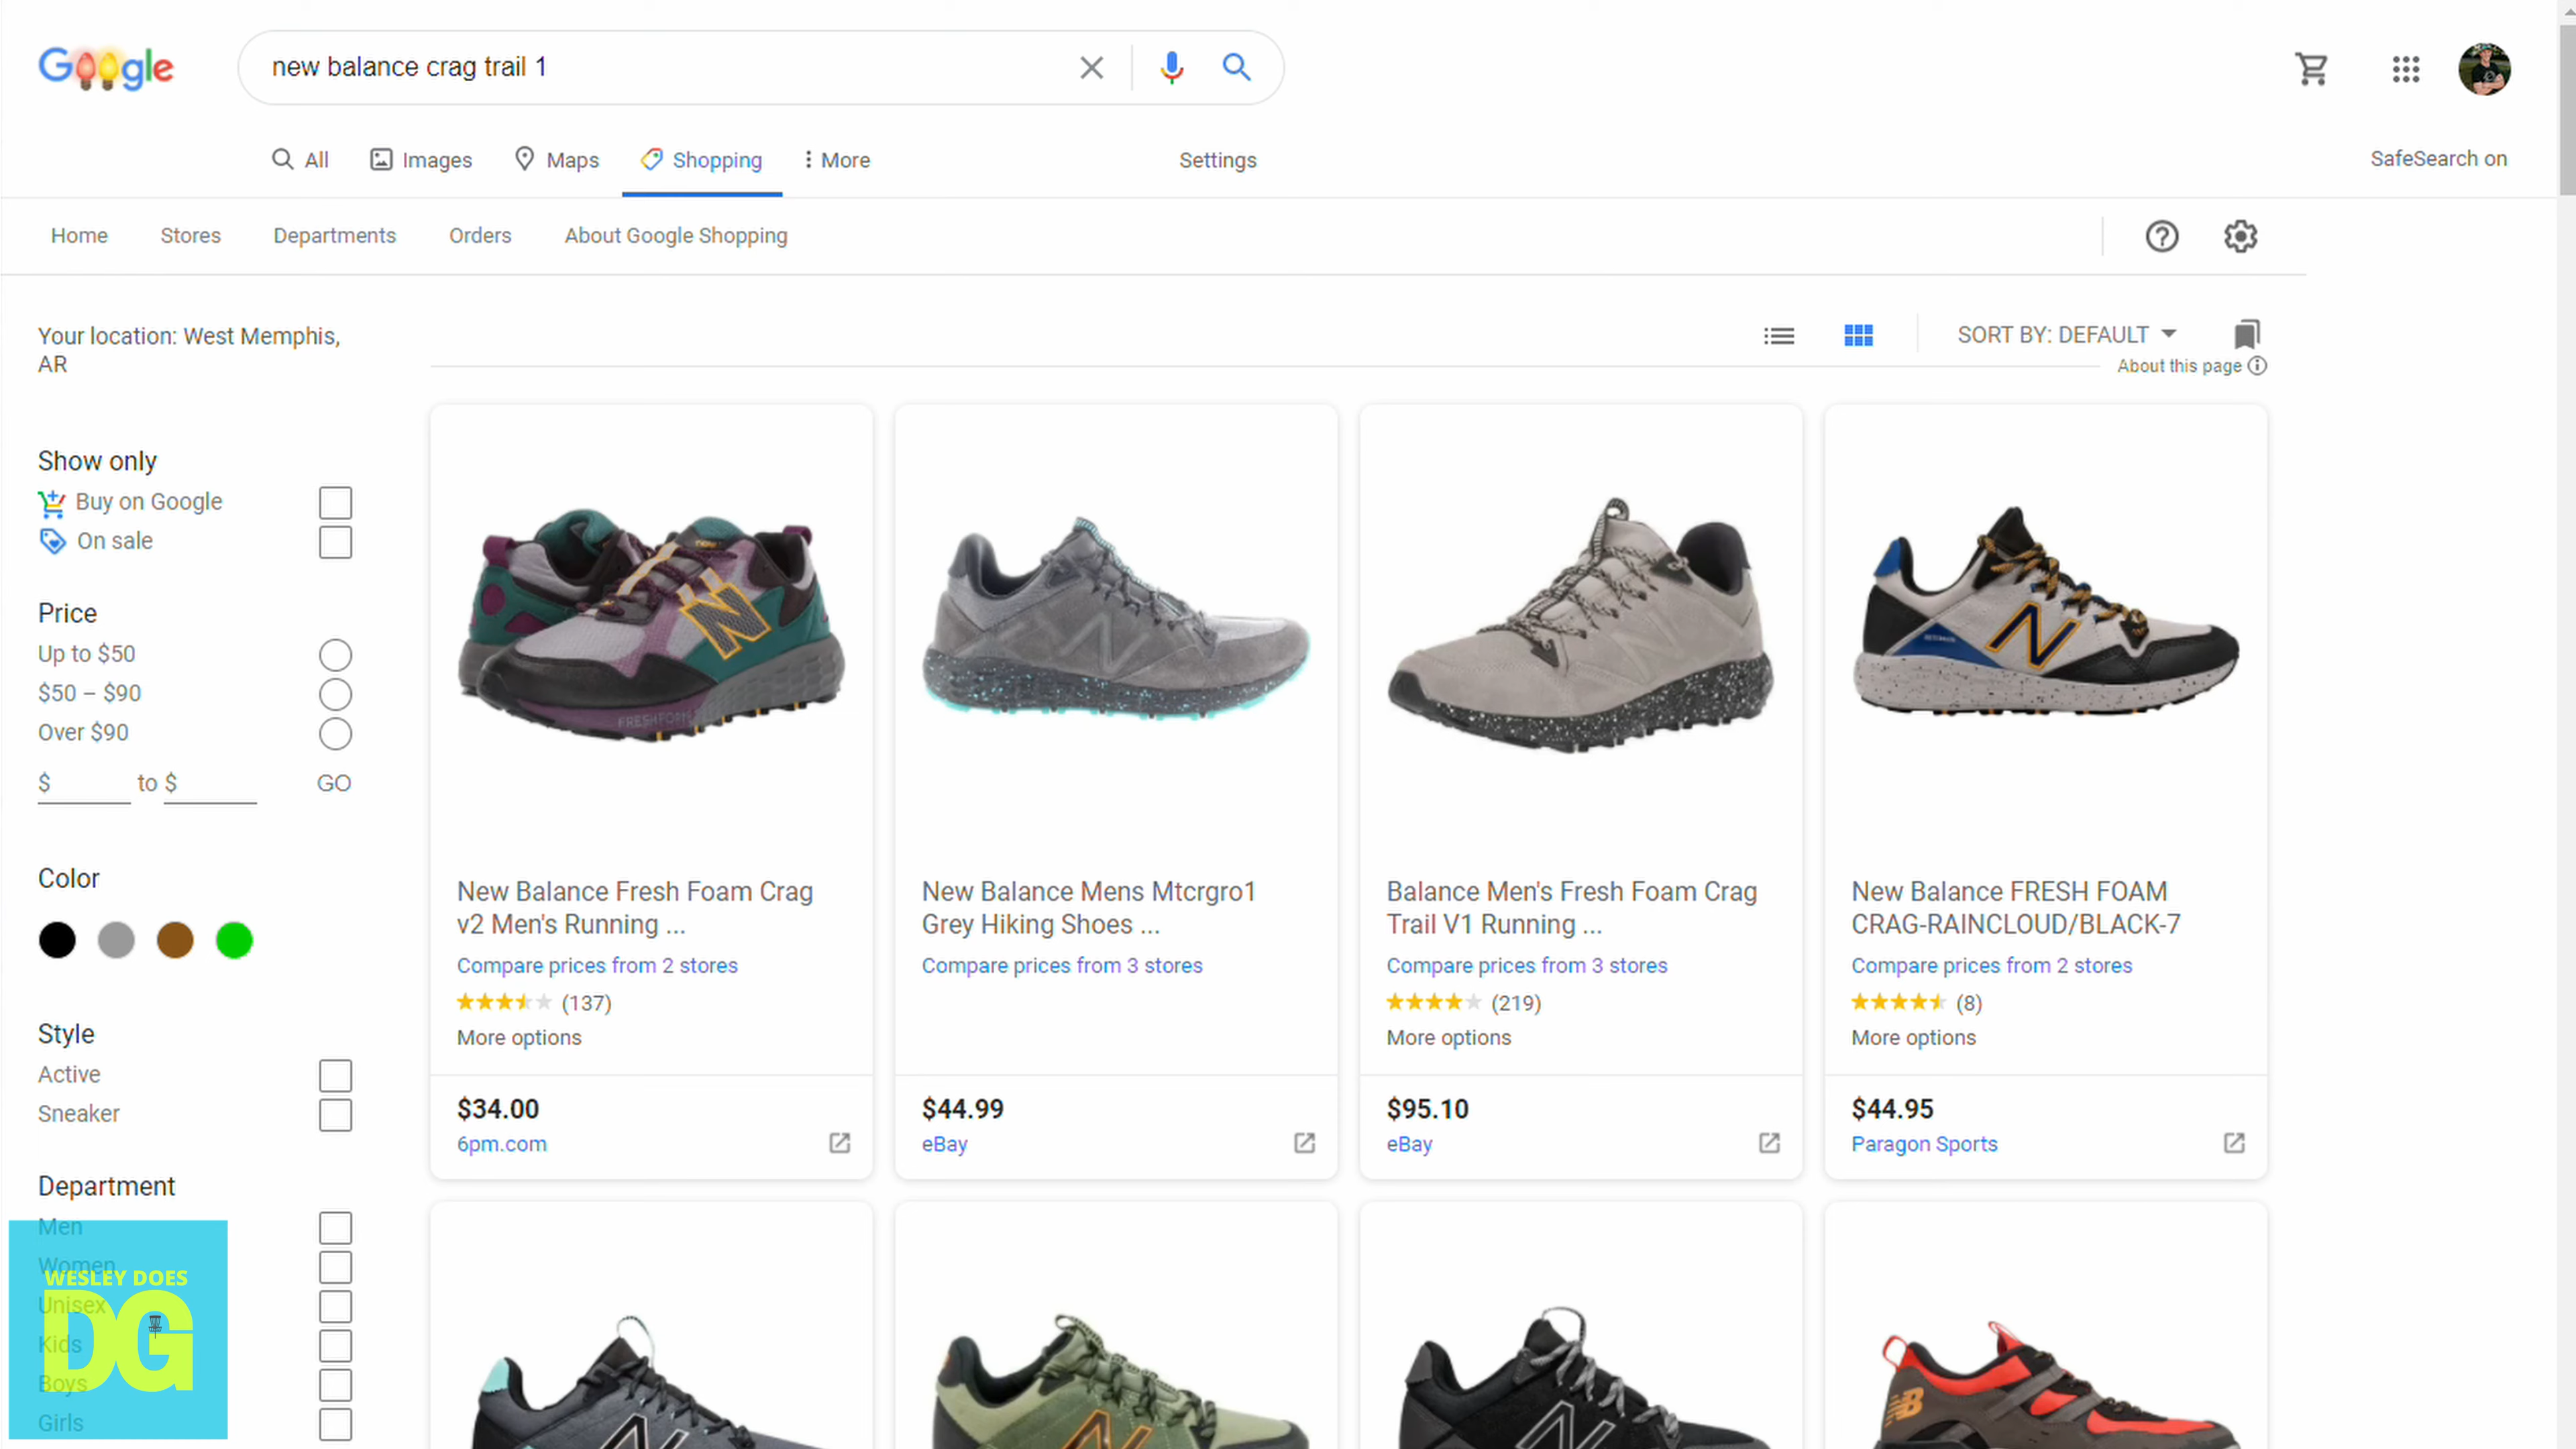 Google
new balance crag trail 1
All
Images
Maps
Shopping
More
Settings
SafeSearch on
Home
Stores
Departments
Orders
About Google Shopping
Your location: West Memphis,
AR
SORT BY: DEFAULT
About this page
Show only
Buy on Google
On sale
Price
Up to $50
$50 – $90
Over $90
$ to $ GO
Color
Style
Active
Sneaker
Department
Men
Women
Unisex
Kids
Boys
Girls
WESLEY DOES
DG
FRESHFOAM
New Balance Fresh Foam Crag
v2 Men's Running ...
Compare prices from 2 stores
(137)
More options
$34.00
6pm.com
New Balance Mens Mtcrgro1
Grey Hiking Shoes ...
Compare prices from 3 stores
$44.99
eBay
Balance Men's Fresh Foam Crag
Trail V1 Running ...
Compare prices from 3 stores
(219)
More options
$95.10
eBay
New Balance FRESH FOAM
CRAG-RAINCLOUD/BLACK-7
Compare prices from 2 stores
(8)
More options
$44.95
Paragon Sports